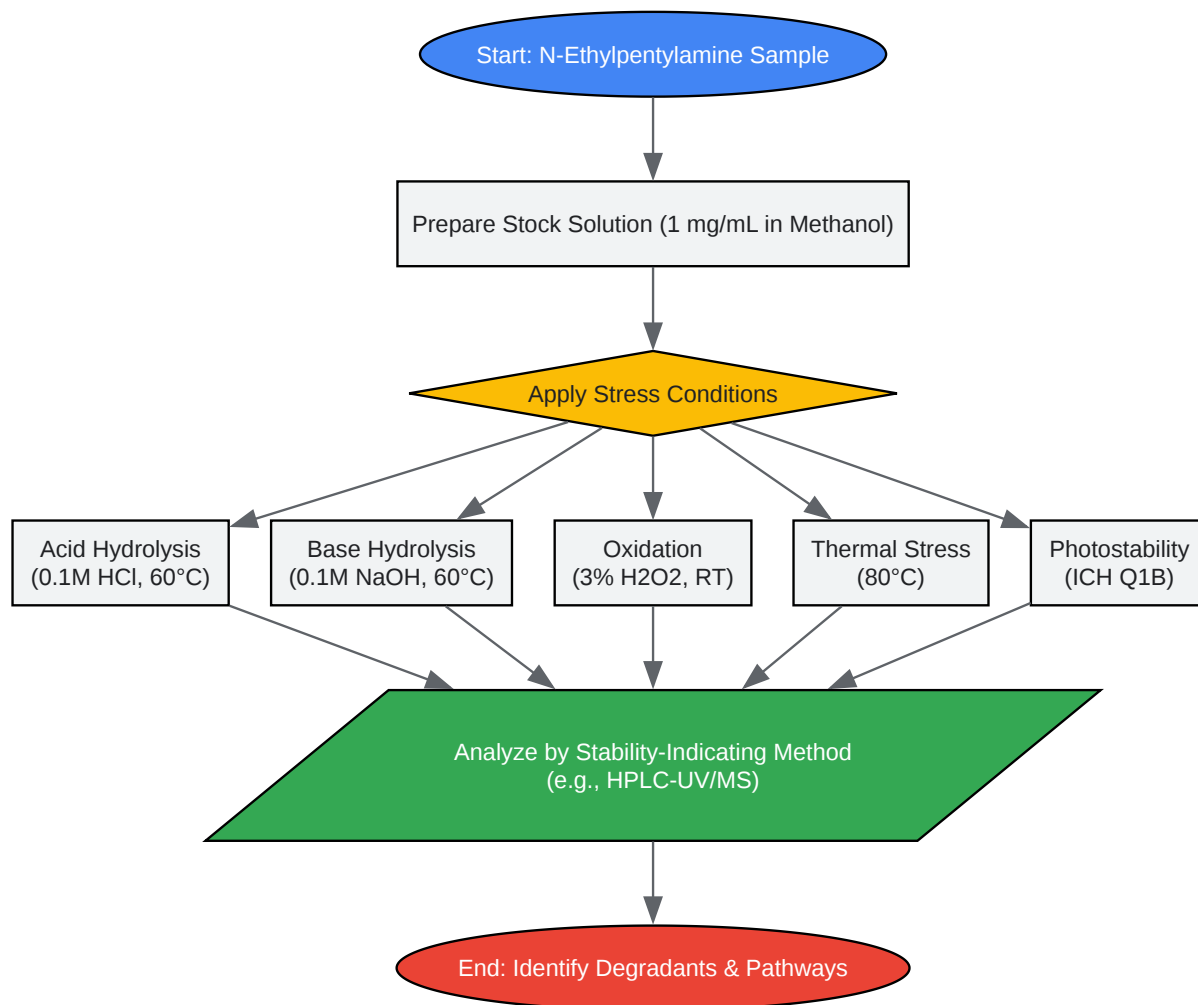 Start: N-Ethylpentylamine Sample
Prepare Stock Solution (1 mg/mL in Methanol)
Apply Stress Conditions
Acid Hydrolysis
(0.1M HCl, 60°C)
Base Hydrolysis
(0.1M NaOH, 60°C)
Oxidation
(3% H2O2, RT)
Thermal Stress
(80°C)
Photostability
(ICH Q1B)
Analyze by Stability-Indicating Method
(e.g., HPLC-UV/MS)
End: Identify Degradants & Pathways